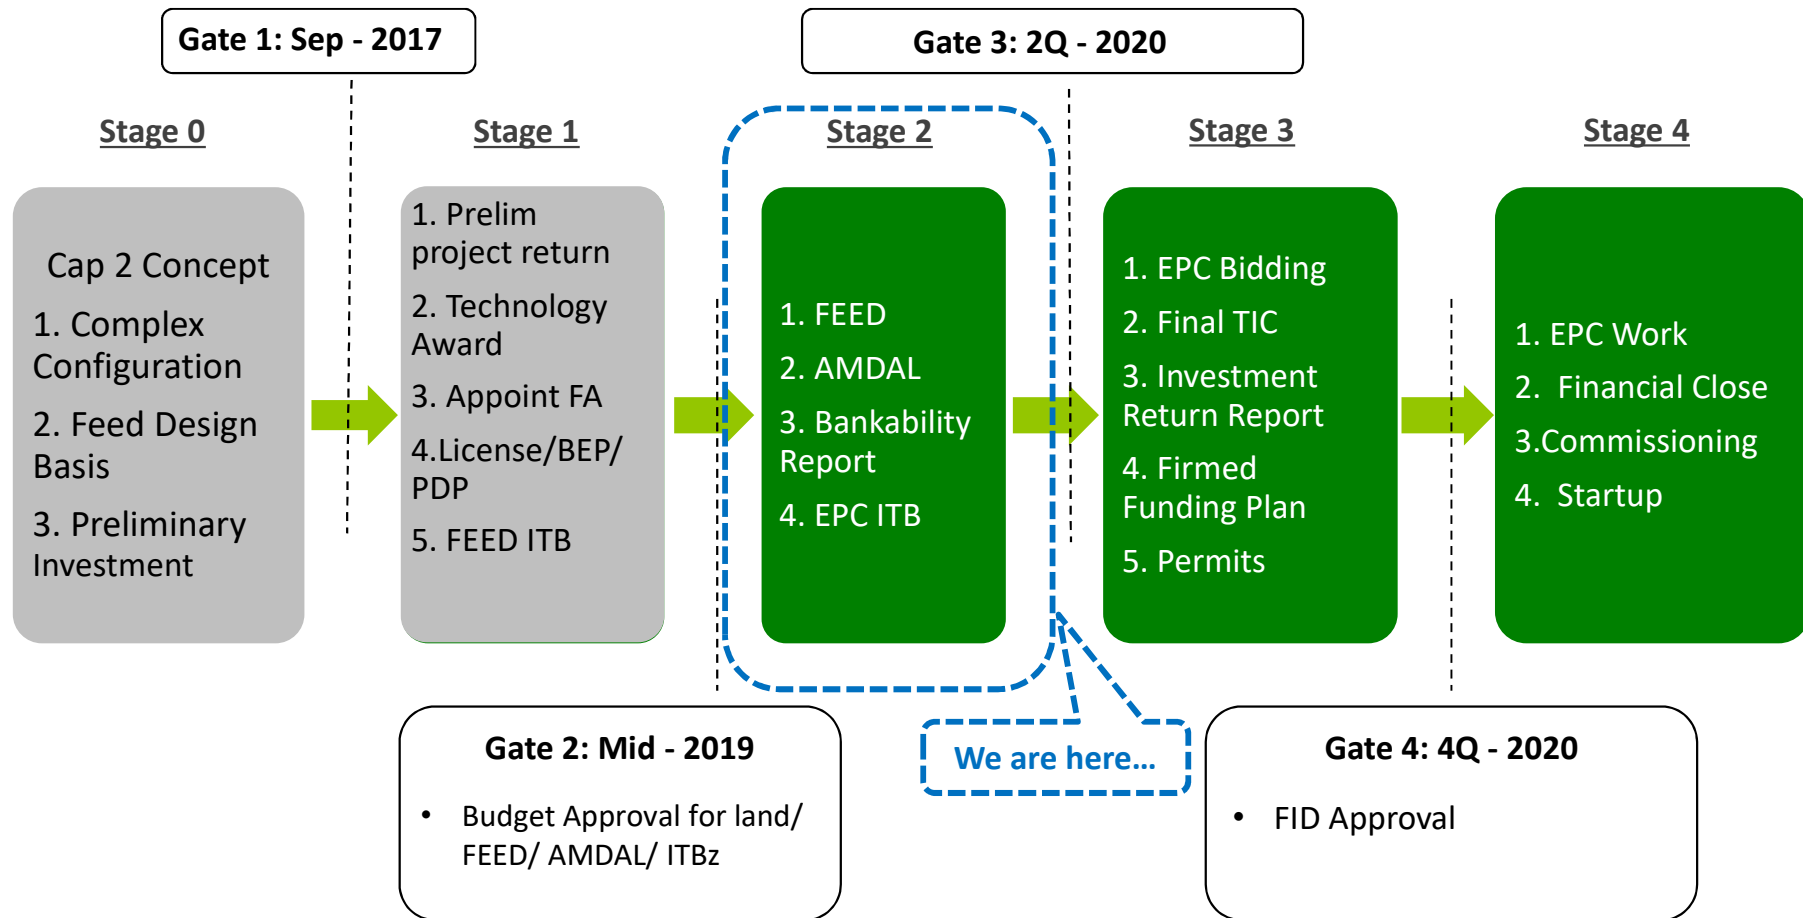 Gate 1: Sep - 2017
Gate 3: 2Q - 2020
Stage 0
Stage 1
Stage 2
Stage 3
Stage 4
Cap 2 Concept
1. Complex
Configuration
2. Feed Design
Basis
3. Preliminary
Investment
1. Prelim
project return
2. Technology
Award
3. Appoint FA
4.License/BEP/
PDP
5. FEED ITB
1. FEED
2. AMDAL
3. Bankability
Report
4. EPC ITB
1. EPC Bidding
2. Final TIC
3. Investment
Return Report
4. Firmed
Funding Plan
5. Permits
1. EPC Work
2. Financial Close
3.Commissioning
4. Startup
Gate 2: Mid - 2019
• Budget Approval for land/
FEED/ AMDAL/ ITBz
We are here…
Gate 4: 4Q - 2020
• FID Approval